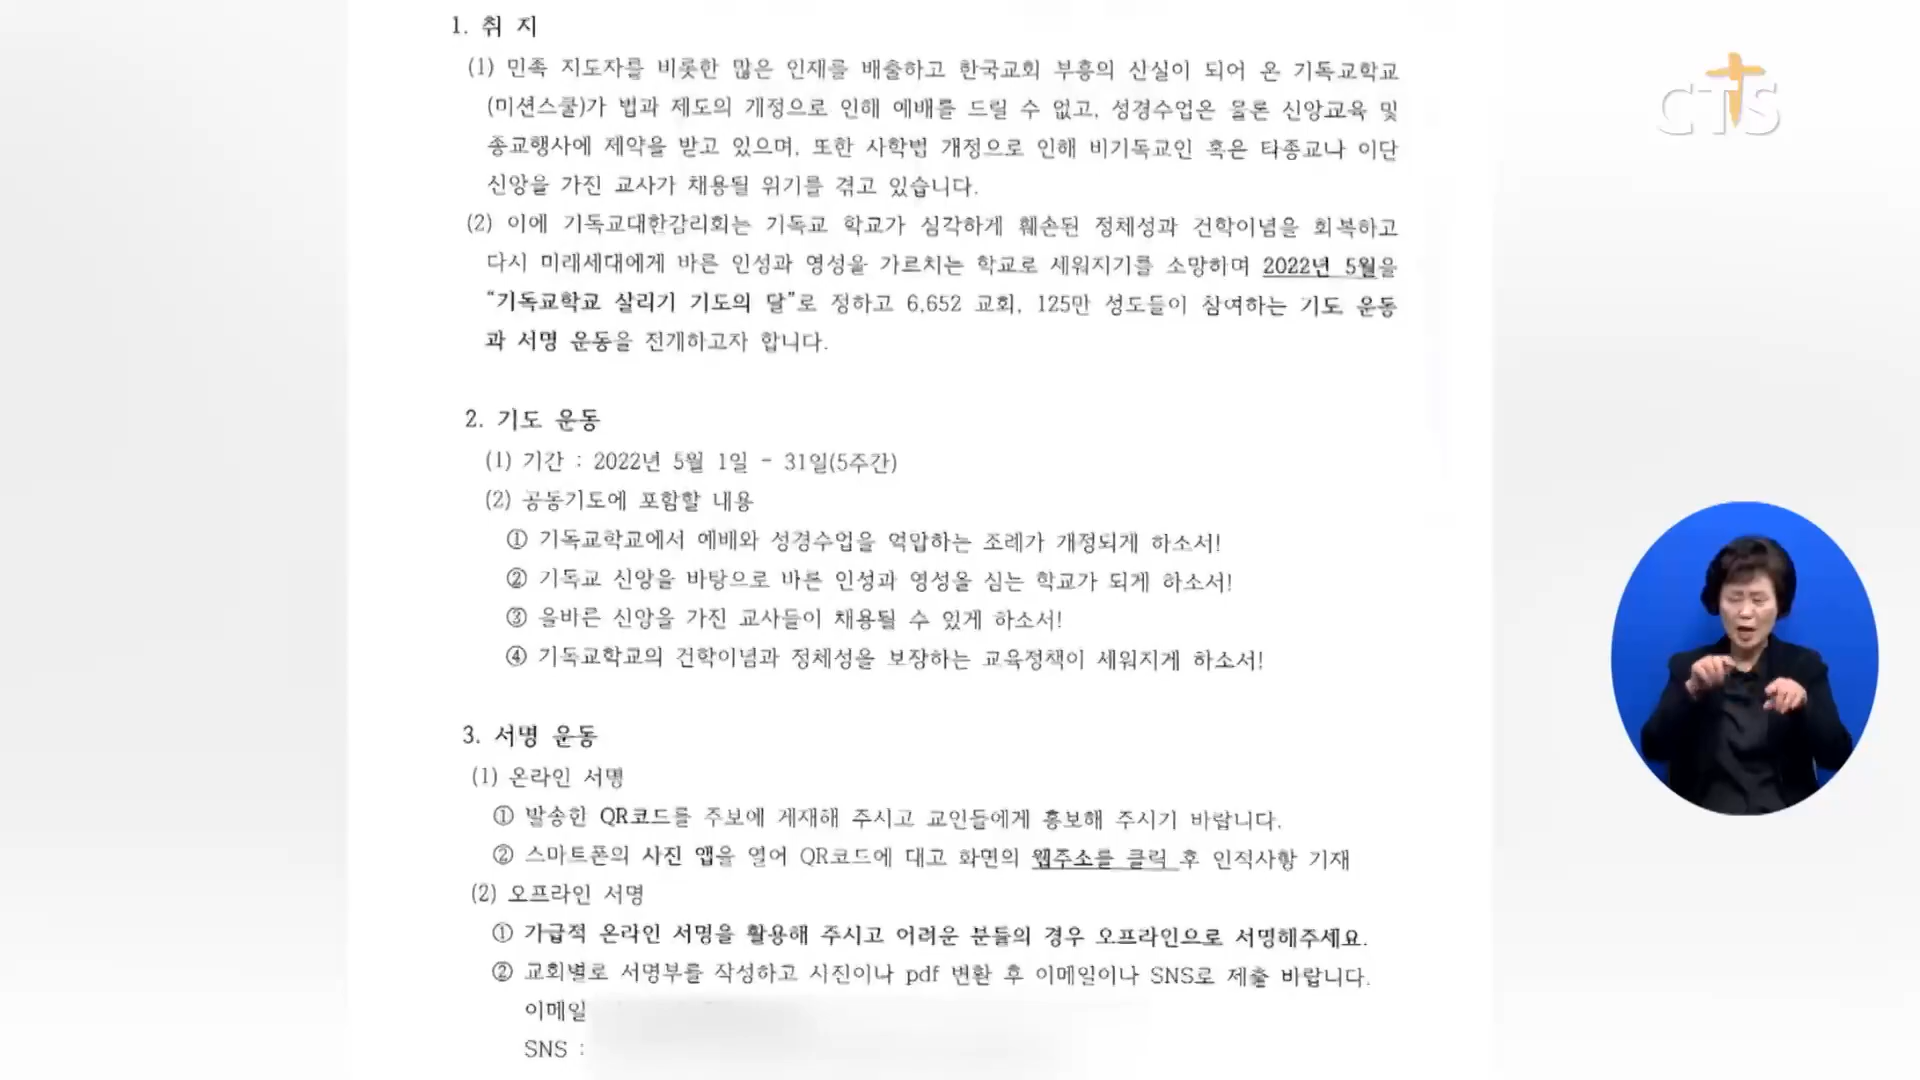 1. 취 지
(1) 민족 지도자를 비롯한 많은 인재를 배출하고 한국교회 부흥의 산실이 되어 온 기독교학교
(미션스쿨)가 법과 제도의 개정으로 인해 예배를 드릴 수 없고, 성경수업은 물론 신앙교육 및
종교행사에 제약을 받고 있으며, 또한 사학법 개정으로 인해 비기독교인 혹은 타종교나 이단
신앙을 가진 교사가 채용될 위기를 겪고 있습니다.
(2) 이에 기독교대한감리회는 기독교 학교가 심각하게 훼손된 정체성과 건학이념을 회복하고
다시 미래세대에게 바른 인성과 영성을 가르치는 학교로 세워지기를 소망하며 2022년 5월을
“기독교학교 살리기 기도의 달”로 정하고 6,652 교회, 125만 성도들이 참여하는 기도 운동
과 서명 운동을 전개하고자 합니다.
2. 기도 운동
(1) 기간 : 2022년 5월 1일 - 31일(5주간)
(2) 공동기도에 포함할 내용
① 기독교학교에서 예배와 성경수업을 억압하는 조례가 개정되게 하소서!
② 기독교 신앙을 바탕으로 바른 인성과 영성을 심는 학교가 되게 하소서!
③ 올바른 신앙을 가진 교사들이 채용될 수 있게 하소서!
④ 기독교학교의 건학이념과 정체성을 보장하는 교육정책이 세워지게 하소서!
3. 서명 운동
(1) 온라인 서명
① 발송한 QR코드를 주보에 게재해 주시고 교인들에게 홍보해 주시기 바랍니다.
② 스마트폰의 사진 앱을 열어 QR코드에 대고 화면의 웹주소를 클릭 후 인적사항 기재
(2) 오프라인 서명
① 가급적 온라인 서명을 활용해 주시고 어려운 분들의 경우 오프라인으로 서명해주세요.
② 교회별로 서명부를 작성하고 사진이나 pdf 변환 후 이메일이나 SNS로 제출 바랍니다.
이메일
SNS :
CTS